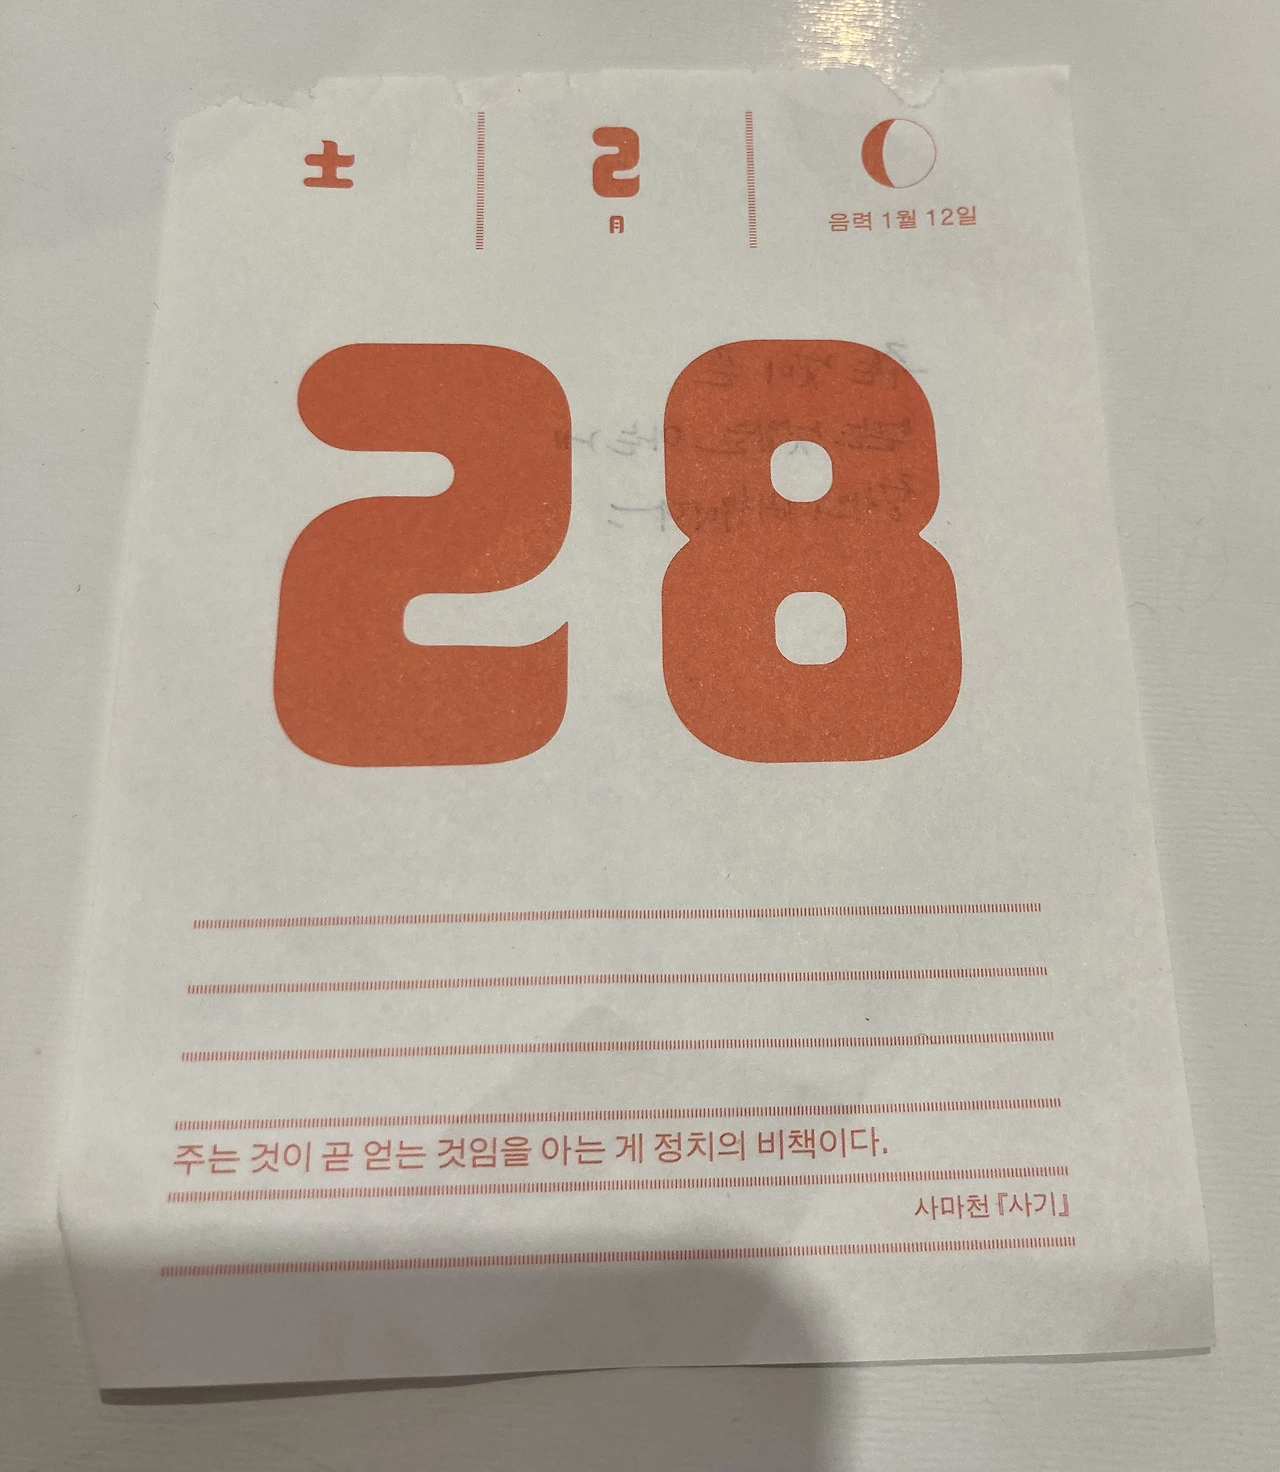 土
2
月
음력 1월 12일
28
주는 것이 곧 얻는 것임을 아는 게 정치의 비책이다.
사마천 『사기』